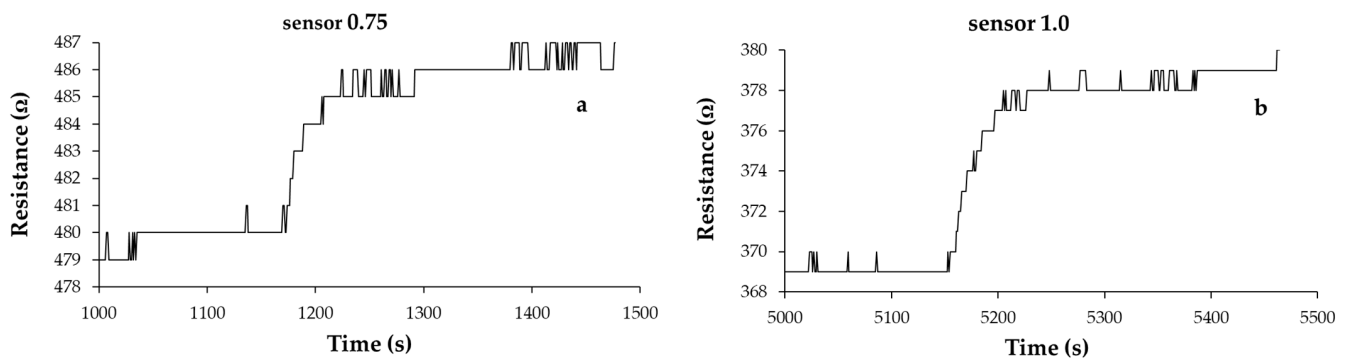 sensor 0.75
487
486
485
484
483
482
481
480
479
478
Resistance (Ω)
a
1000 1100 1200 1300 1400 1500
Time (s)
sensor 1.0
380
378
376
374
372
370
368
Resistance (Ω)
b
5000 5100 5200 5300 5400 5500
Time (s)